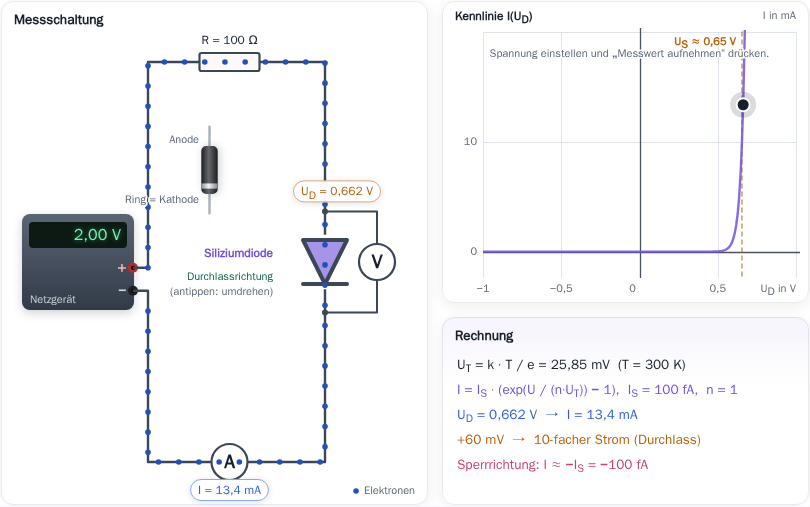 Messschaltung
R = 100 Ω
Anode
Ring = Kathode
U_D = 0,662 V
2,00 V
+
−
Netzgerät
Siliziumdiode
Durchlassrichtung
(antippen: umdrehen)
V
A
I = 13,4 mA
Elektronen
Kennlinie I(U_D)
I in mA
U_S ≈ 0,65 V
Spannung einstellen und „Messwert aufnehmen" drücken.
10
0
−1
−0,5
0
0,5
U_D in V
Rechnung
U_T = k · T / e = 25,85 mV (T = 300 K)
I = I_S · (exp(U / (n·U_T)) − 1), I_S = 100 fA, n = 1
U_D = 0,662 V → I = 13,4 mA
+60 mV → 10-facher Strom (Durchlass)
Sperrrichtung: I ≈ −I_S = −100 fA